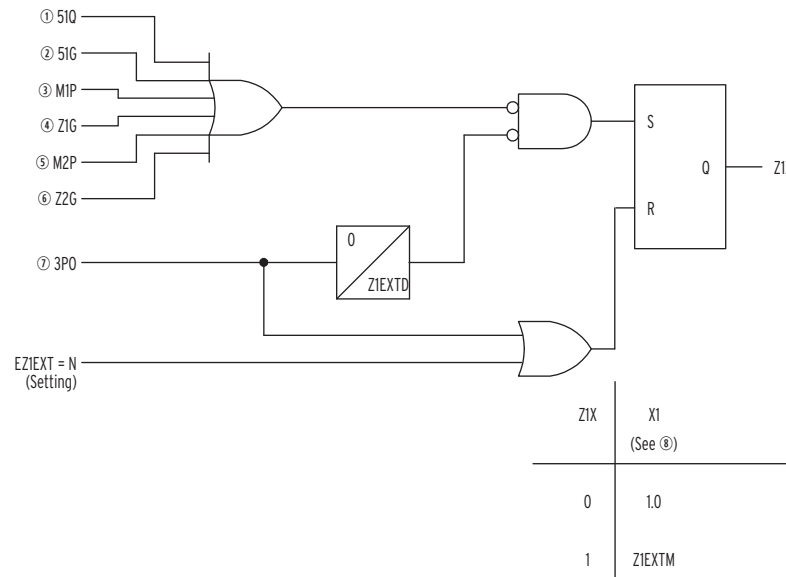 ① 51Q
② 51G
③ M1P
④ Z1G
⑤ M2P
⑥ Z2G
⑦ 3PO
0
Z1EXTD
EZ1EXT = N
(Setting)
S
Q
R
Z1
Z1X X1
(See ⑧)
0 1.0
1 Z1EXTM